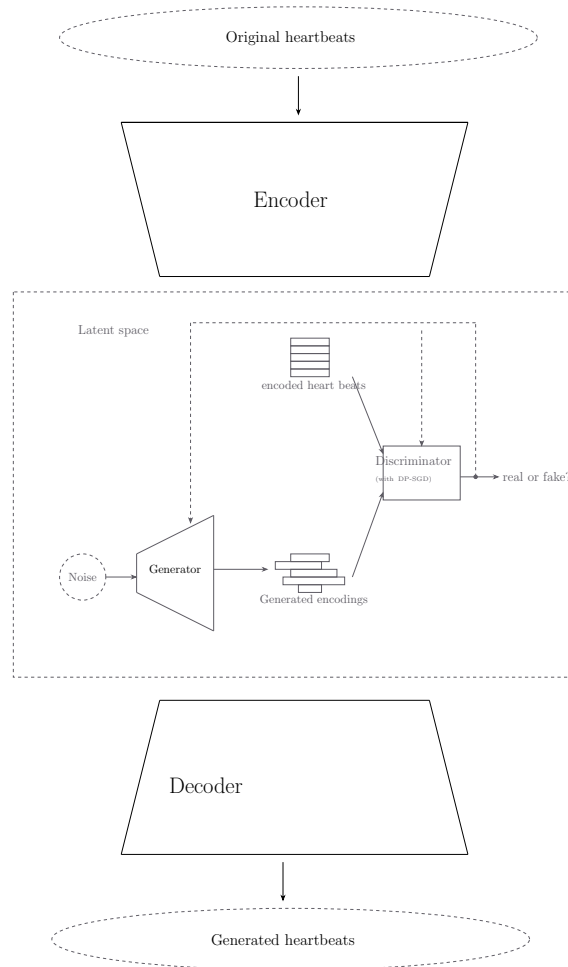 Original heartbeats
Encoder
Latent space
encoded heart beats
Discriminator
(with DP-SGD)
real or fake?
Generator
Noise
Generated encodings
Decoder
Generated heartbeats